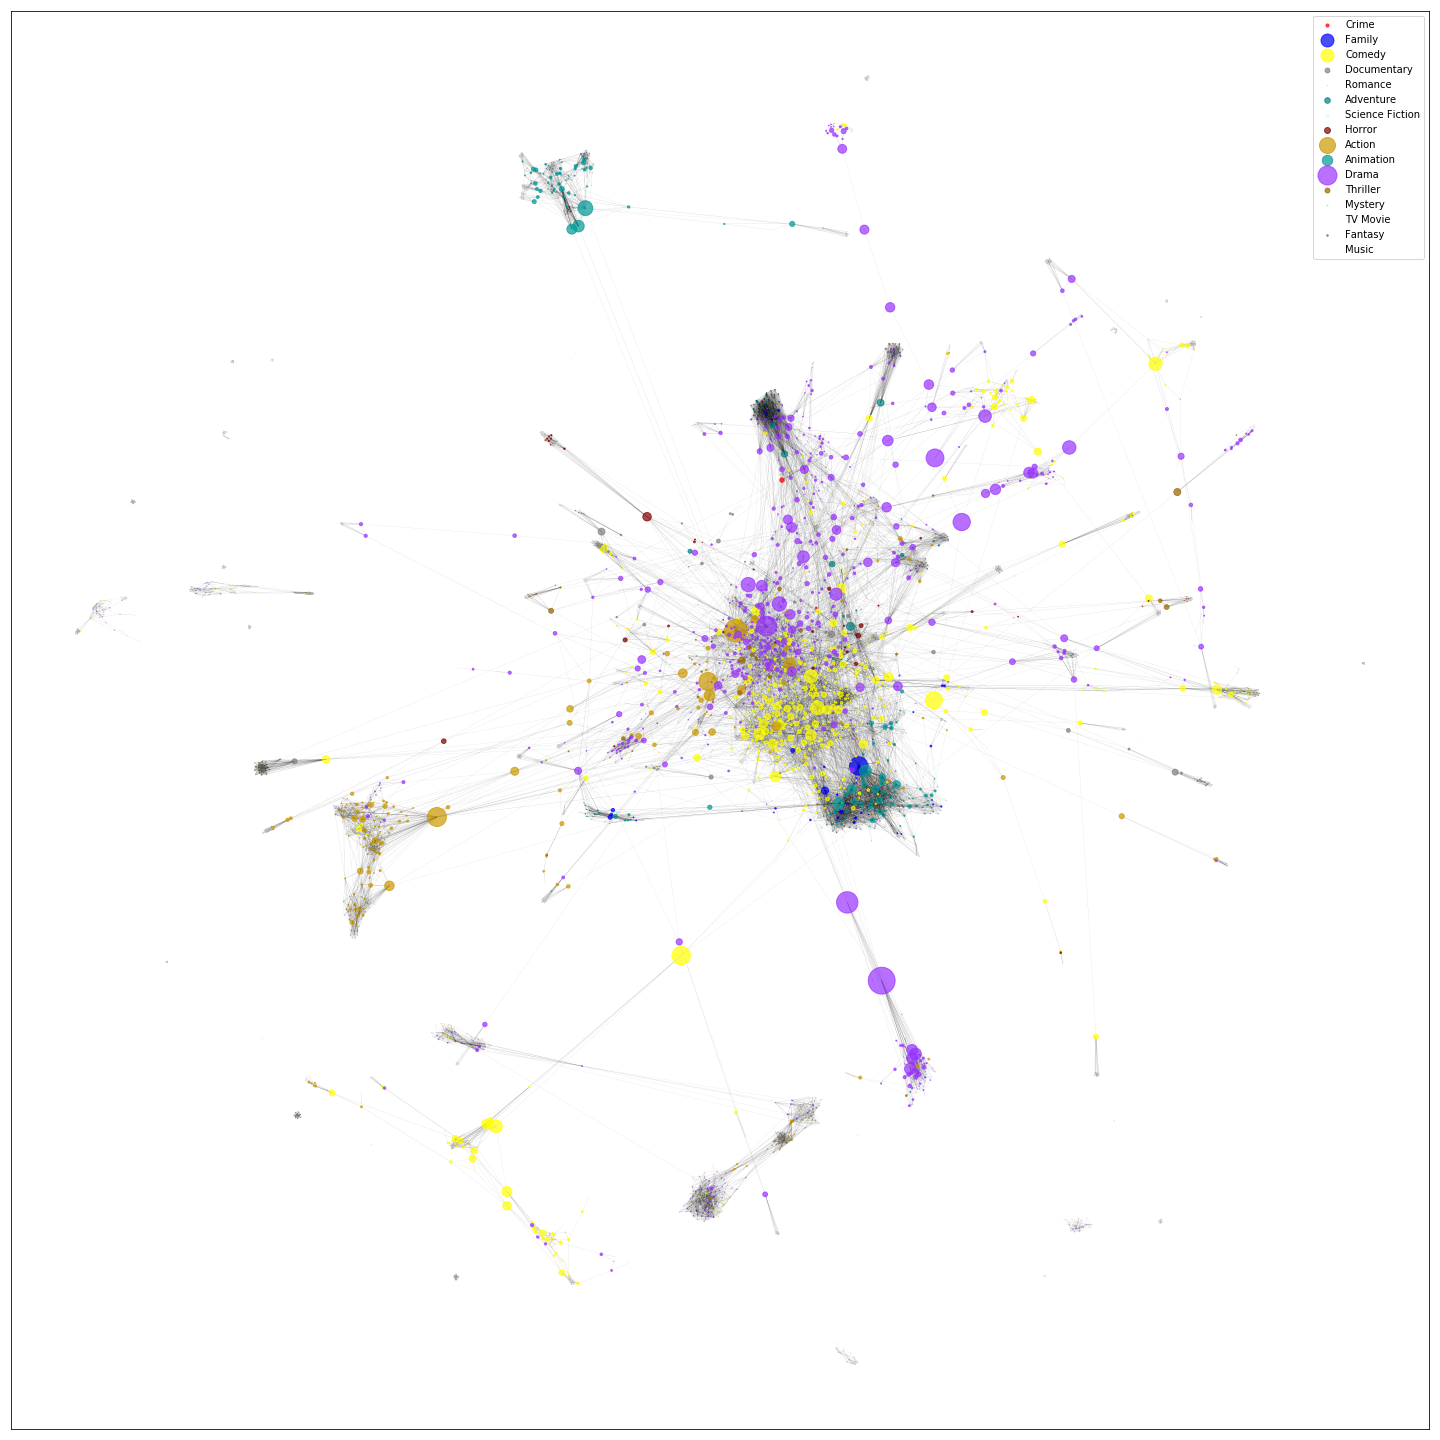 Crime
Family
Comedy
Documentary
Romance
Adventure
Science Fiction
Horror
Action
Animation
Drama
Thriller
Mystery
TV Movie
Fantasy
Music